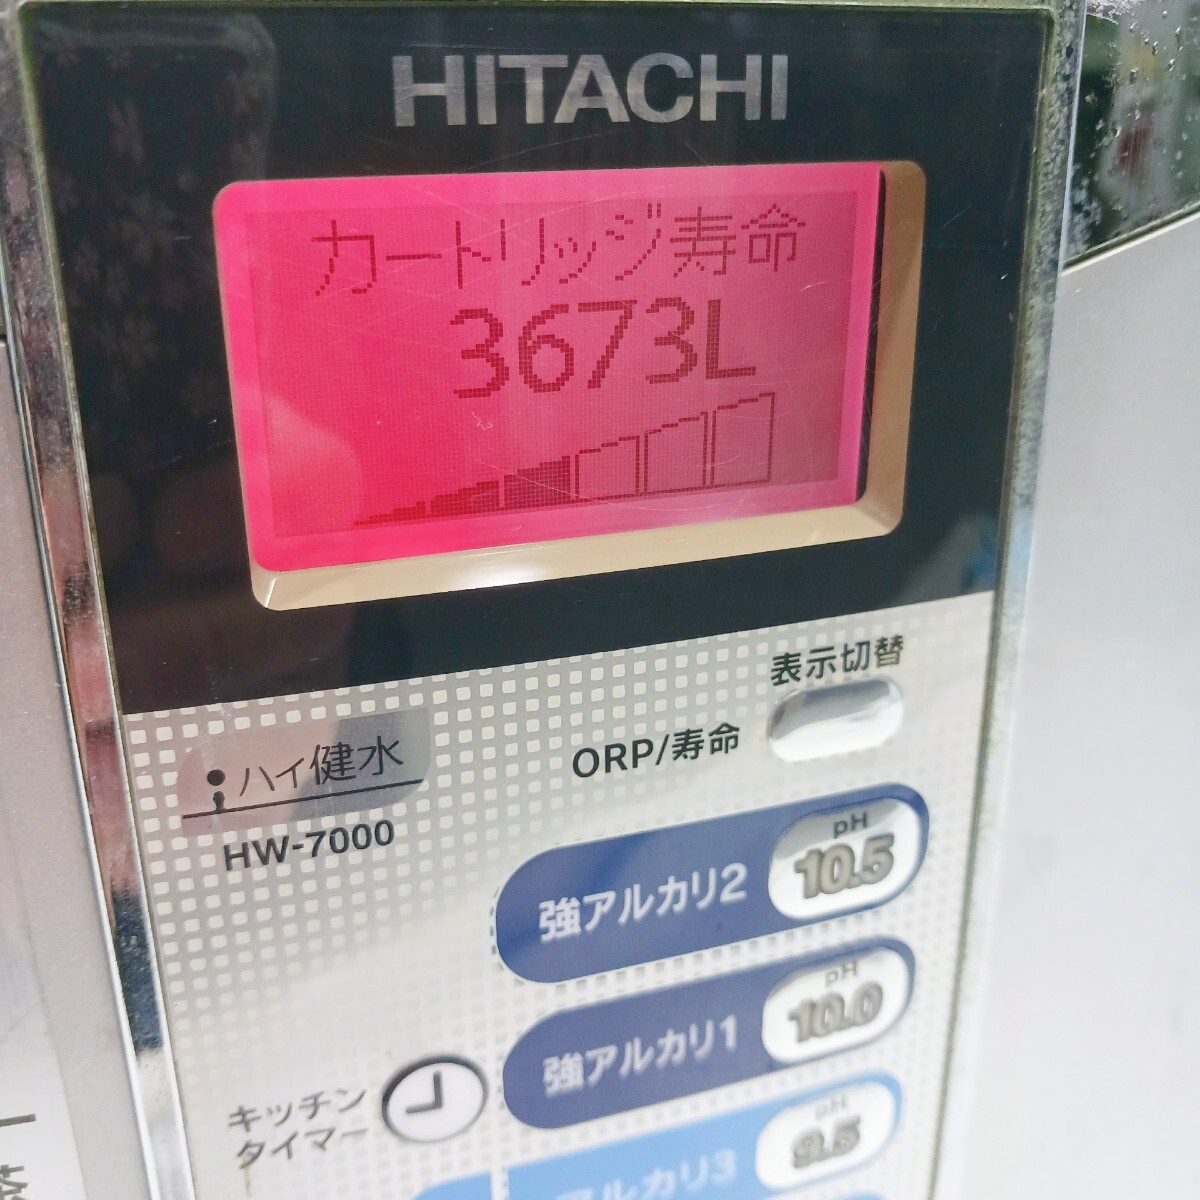 HITACHI
カートリッジ寿命
3673L
表示切替
ORP/寿命
ハイ健水
HW-7000
pH
強アルカリ2
10.5
pH
強アルカリ1
10.0
キッチン
タイマー
pH
アルカリ3
9.5